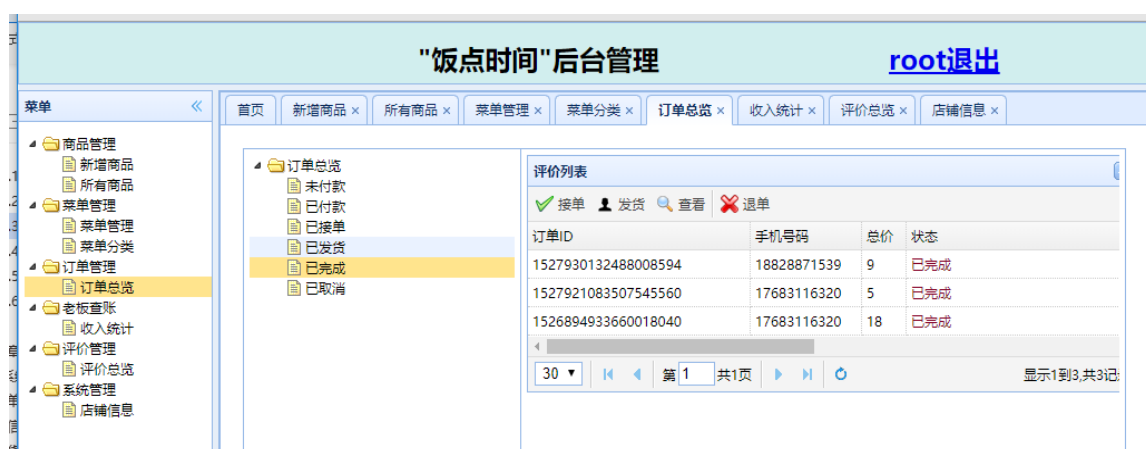 "饭点时间"后台管理 root退出
菜单
首页 新增商品 所有商品 菜单管理 菜单分类 订单总览 收入统计 评价总览 店铺信息
商品管理
新增商品
所有商品
菜单管理
菜单管理
菜单分类
订单管理
订单总览
老板查账
收入统计
评价管理
评价总览
系统管理
店铺信息
订单总览
未付款
已付款
已接单
已发货
已完成
已取消
评价列表
接单 发货 查看 退单
订单ID 手机号码 总价 状态
1527930132488008594 18828871539 9 已完成
1527921083507545560 17683116320 5 已完成
1526894933660018040 17683116320 18 已完成
30 第 1 共1页 显示1到3,共3记